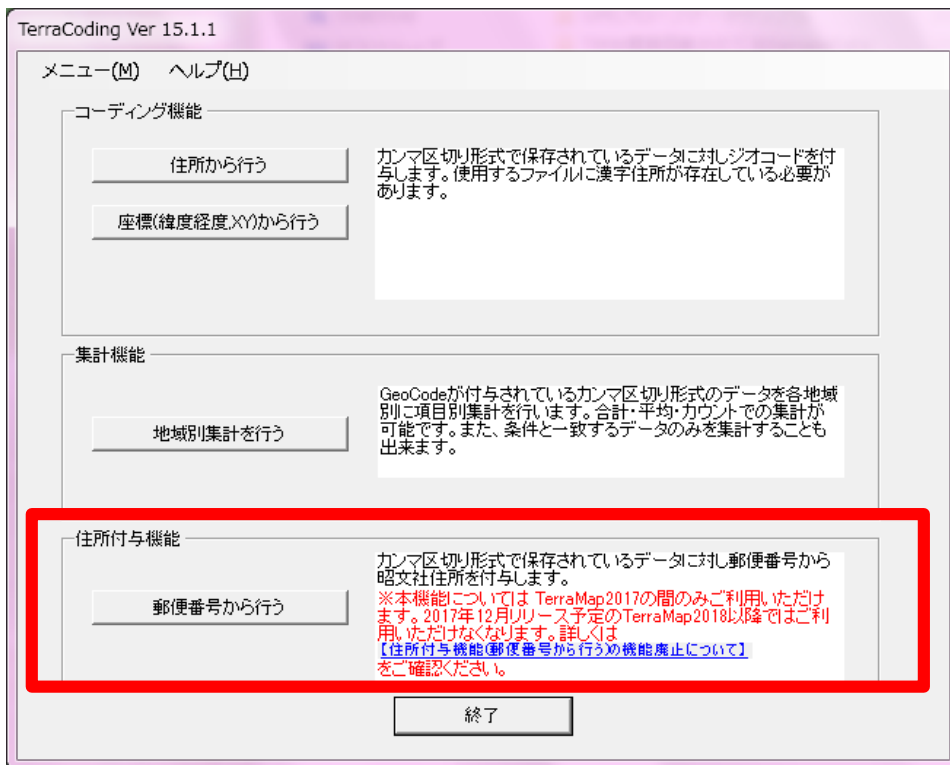 TerraCoding Ver 15.1.1
メニュー(M) ヘルプ(H)
コーディング機能
住所から行う
カンマ区切り形式で保存されているデータに対しジオコードを付
与します。使用するファイルに漢字住所が存在している必要が
あります。
座標(緯度経度,XY)から行う
集計機能
地域別集計を行う
GeoCodeが付与されているカンマ区切り形式のデータを各地域
別に項目別集計を行います。合計・平均・カウントでの集計が
可能です。また、条件と一致するデータのみを集計することも
出来ます。
住所付与機能
郵便番号から行う
カンマ区切り形式で保存されているデータに対し郵便番号から
昭文社住所を付与します。
※本機能については TerraMap2017の間のみご利用いただけ
ます。2017年12月リリース予定のTerraMap2018以降ではご利
用いただけなくなります。詳しくは
【住所付与機能(郵便番号から行う)の機能廃止について】
をご確認ください。
終了